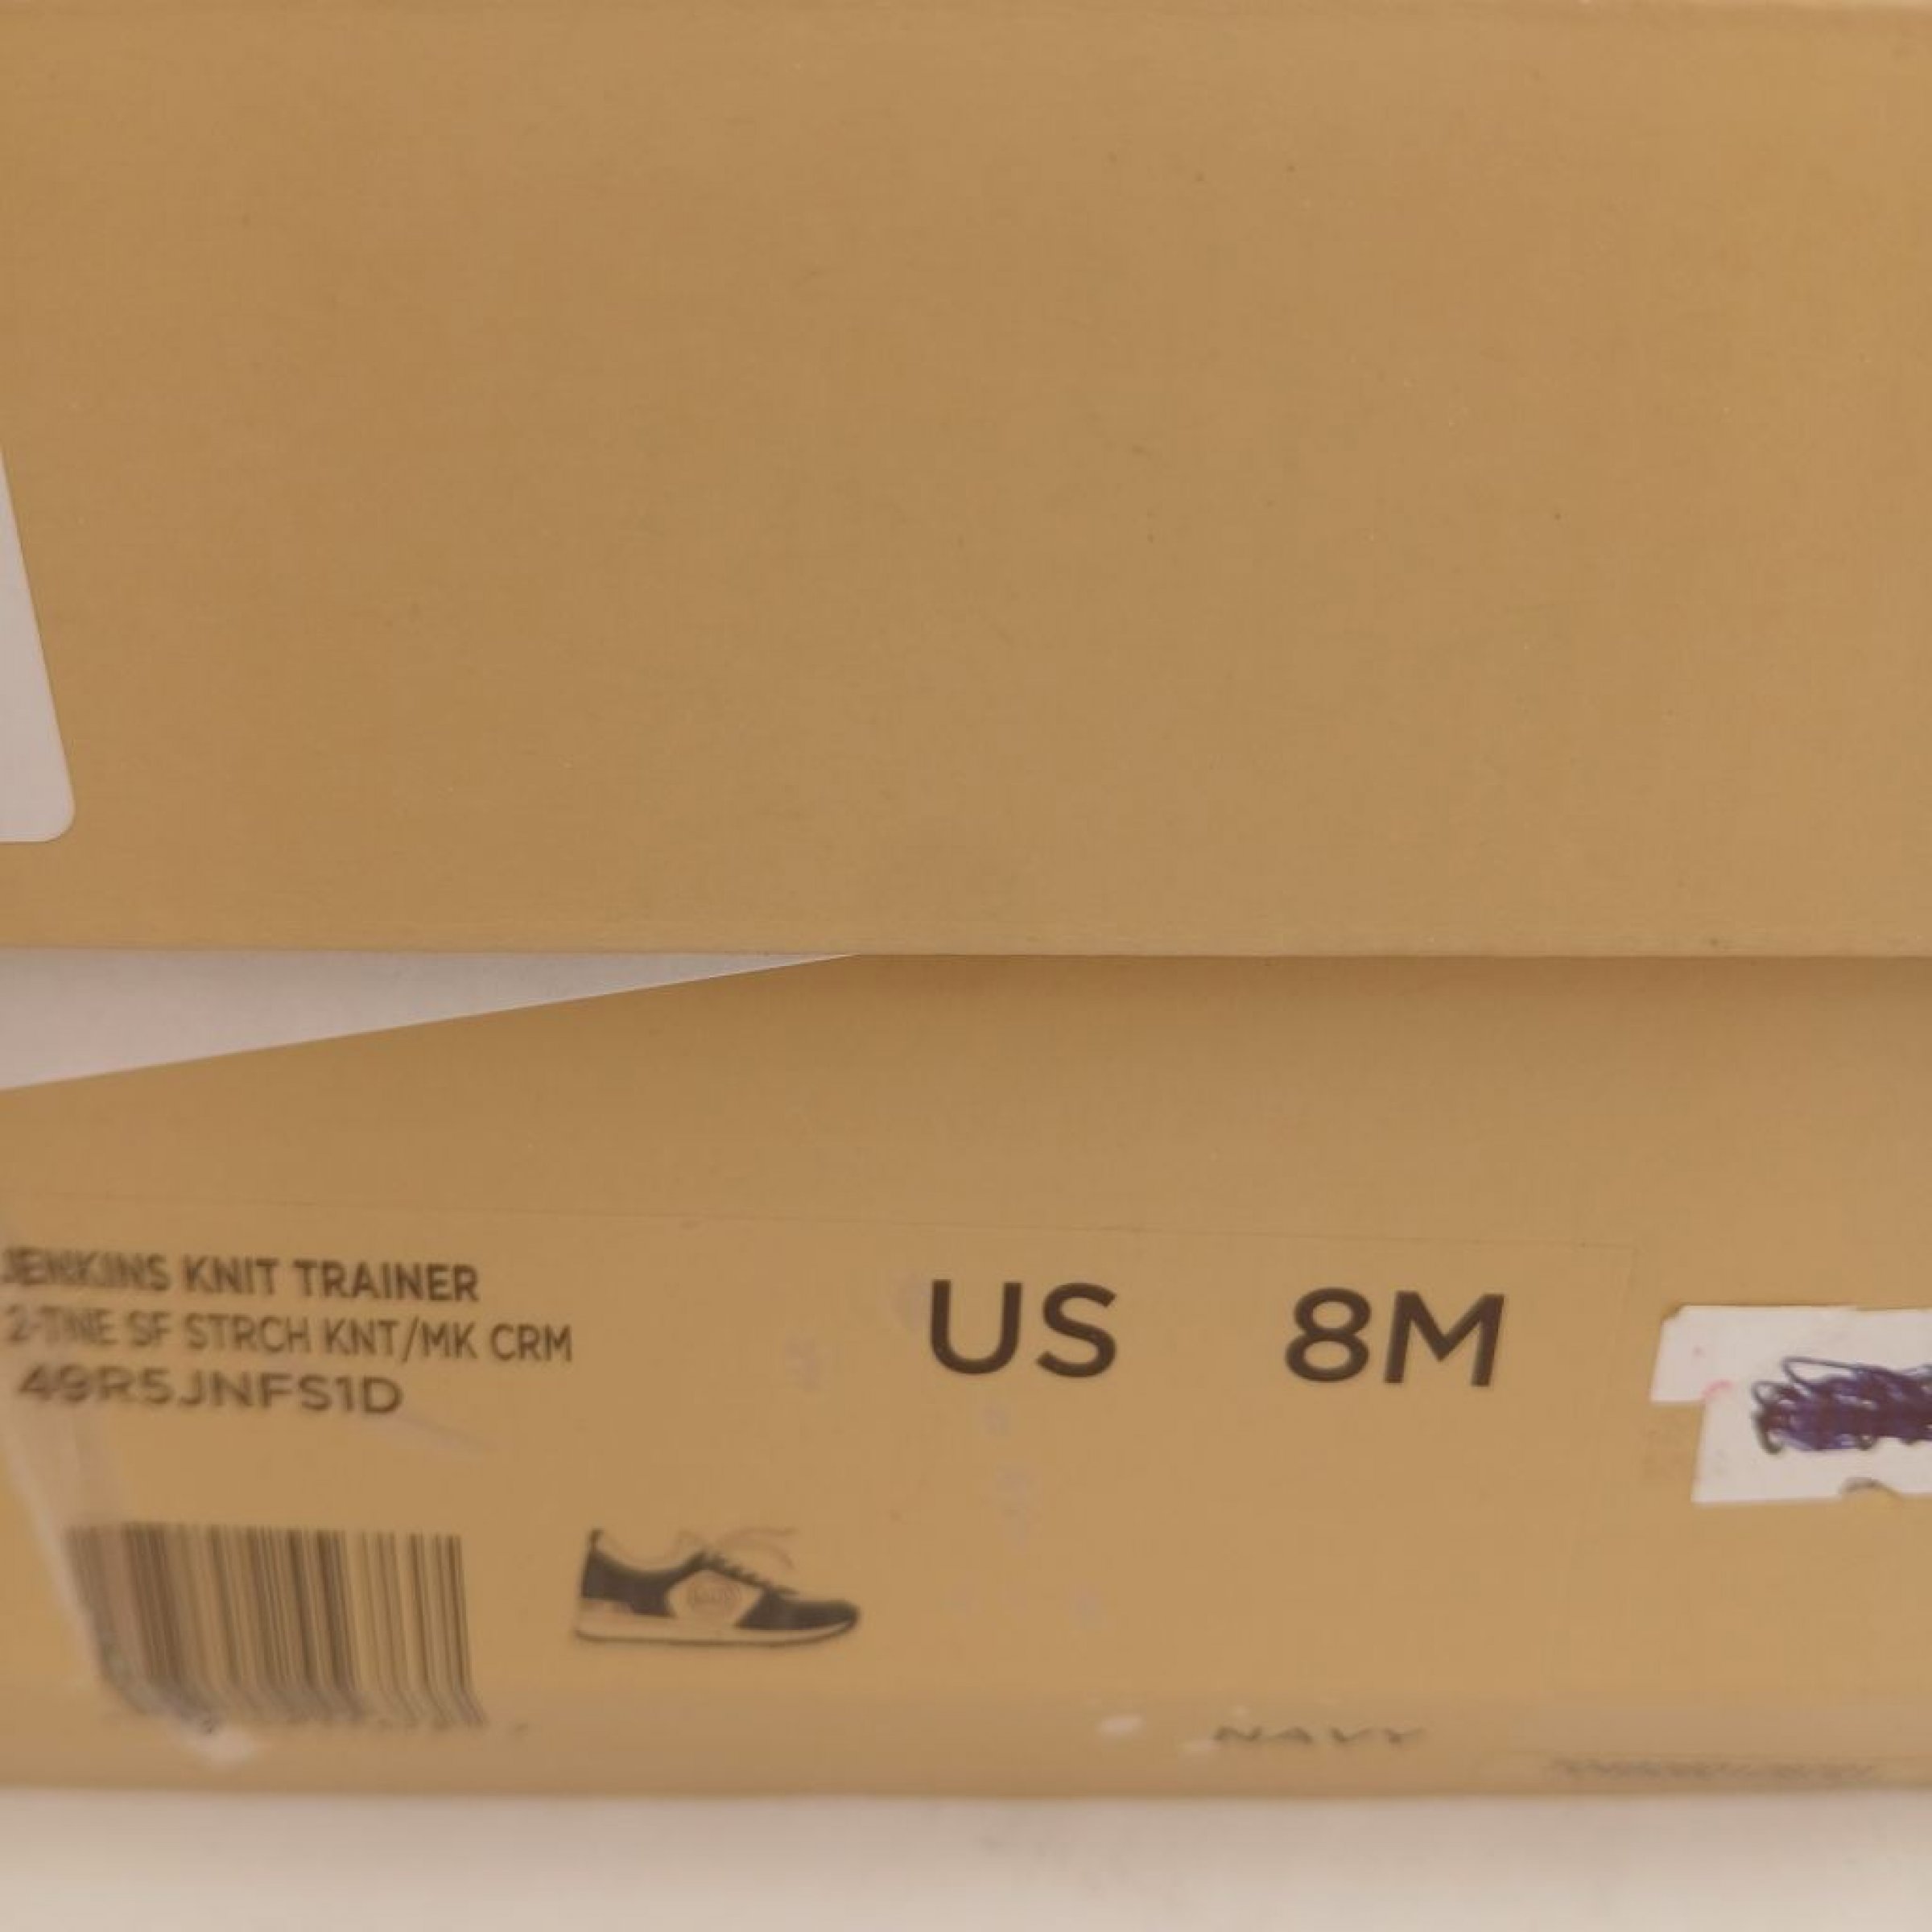 JENKINS KNIT TRAINER
2-TNE SF STRCH KNT/MK CRM
49R5JNFS1D
US 8M
NAVY